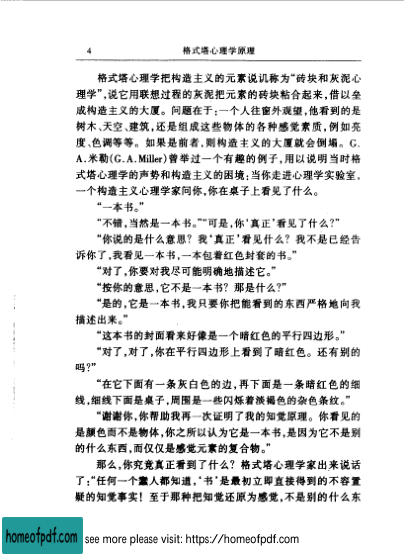 4 格式塔心理学原理
格式塔心理学把构造主义的元素说讥称为“砖块和灰泥心
理学”,说它用联想过程的灰泥把元素的砖块粘合起来,借以垒
成构造主义的大厦。问题在于:一个人往窗外观望,他看到的是
树木、天空、建筑,还是组成这些物体的各种感觉素质,例如亮
度、色调等等。如果是前者,则构造主义的大厦就会倒塌。G.
A.米勒(G.A.Miller)曾举过一个有趣的例子,用以说明当时格
式塔心理学的声势和构造主义的困境:当你走进心理学实验室,
一个构造主义心理学家问你,你在桌子上看见了什么。
“一本书。”
“不错,当然是一本书。”“可是,你‘真正’看见了什么?”
“你说的是什么意思?我‘真正’看见什么?我不是已经告
诉你了,我看见一本书,一本包着红色封套的书。”
“对了,你要对我尽可能明确地描述它。”
“按你的意思,它不是一本书?那是什么?”
“是的,它是一本书,我只要你把能看到的东西严格地向我
描述出来。”
“这本书的封面看来好像是一个暗红色的平行四边形。”
“对了,对了,你在平行四边形上看到了暗红色。还有别的
吗?”
“在它下面有一条灰白色的边,再下面是一条暗红色的细
线,细线下面是桌子,周围是一些闪烁着淡褐色的杂色条纹。”
“谢谢你,你帮助我再一次证明了我的知觉原理。你看见的
是颜色而不是物体,你之所以认为它是一本书,是因为它不是别
的什么东西,而仅仅是感觉元素的复合物。”
那么,你究竟真正看到了什么?格式塔心理学家出来说话
了:“任何一个蠢人都知道,‘书’是最初立即直接得到的不容置
疑的知觉事实!至于那种把知觉还原为感觉,不是别的什么东
homeofpdf.com
see more please visit: https://homeofpdf.com